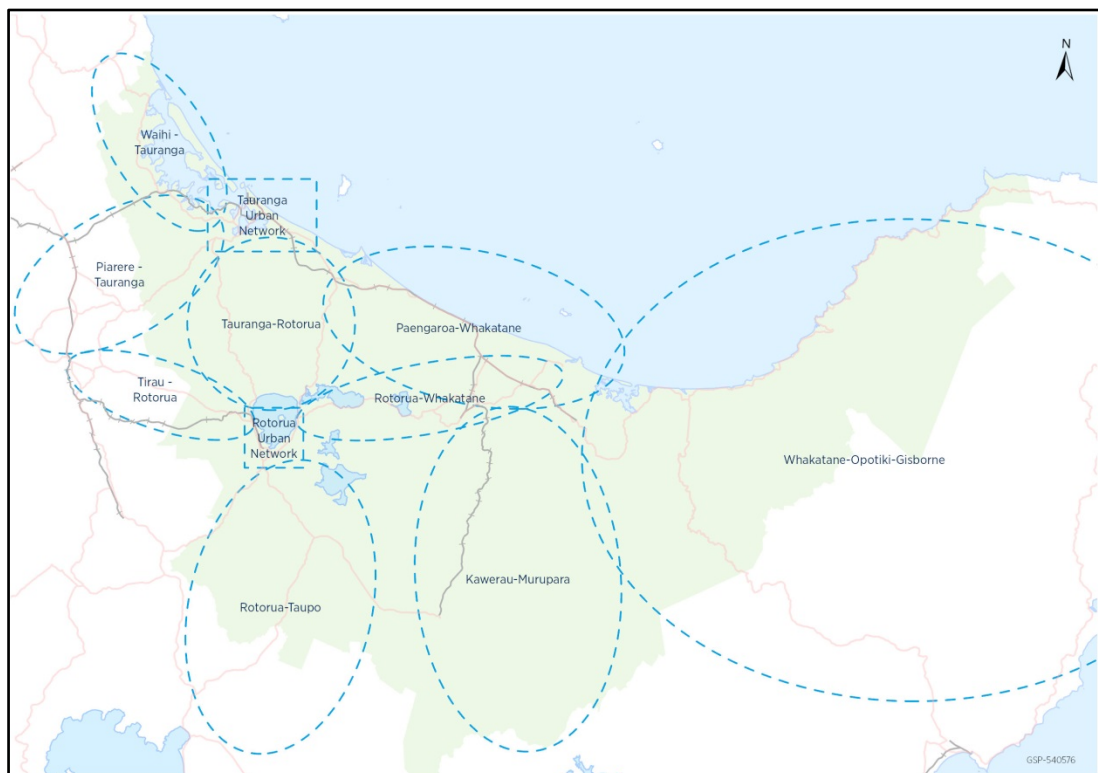 N
Waihi -
Tauranga
Tauranga
Urban
Network
Piarere -
Tauranga
Tauranga-Rotorua
Paengaroa-Whakatane
Tirau -
Rotorua
Rotorua-Whakatane
Rotorua
Urban
Network
Whakatane-Opotiki-Gisborne
Kawerau-Murupara
Rotorua-Taupo
GSP-540576